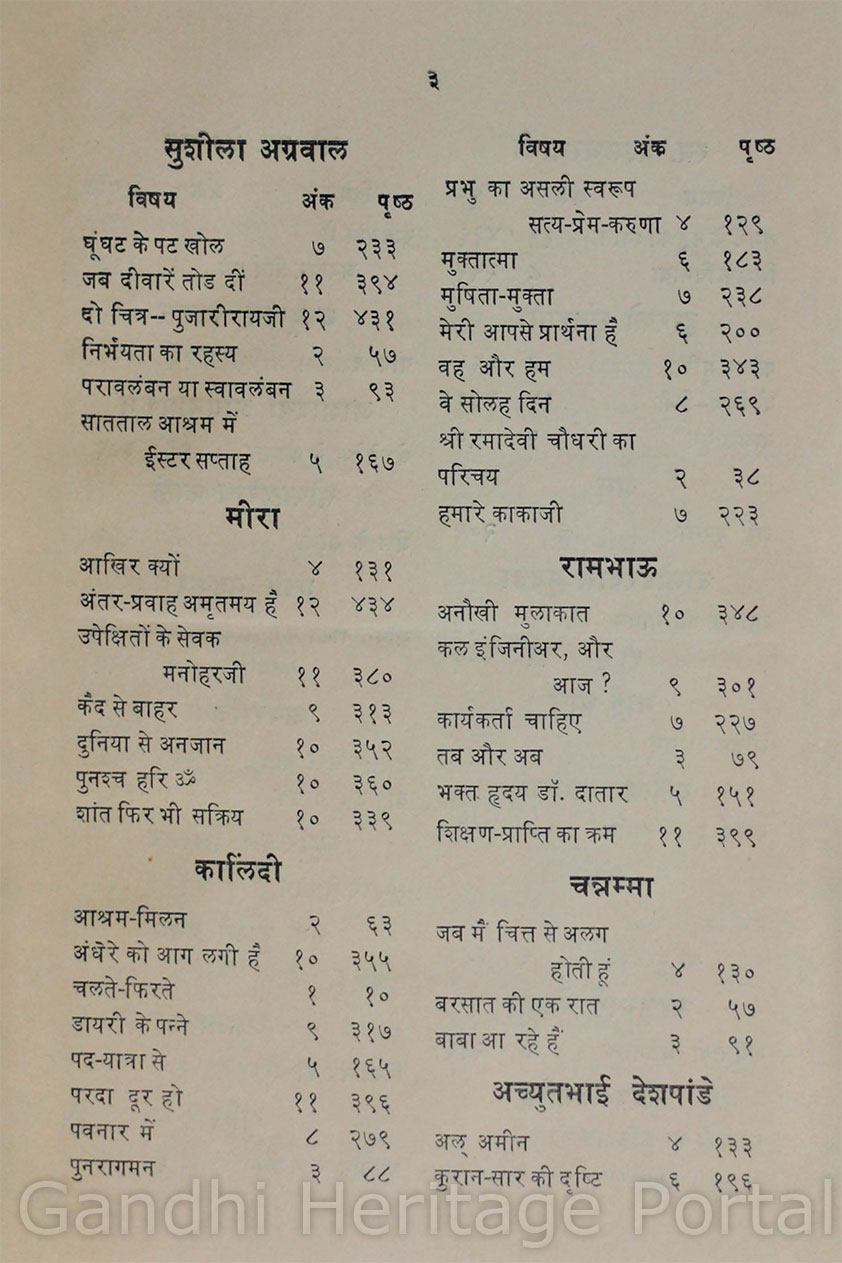 ३
सुशीला अग्रवाल
विषय अंक पृष्ठ
घूंघट के पट खोल ७ २३३
जब दीवारें तोड दीं ११ ३९४
दो चित्र-- पुजारीरायजी १२ ४३१
निर्भयता का रहस्य २ ५७
परावलंबन या स्वावलंबन ३ ९३
सातताल आश्रम में
ईस्टर सप्ताह ५ १६७
मीरा
आखिर क्यों ४ १३१
अंतर-प्रवाह अमृतमय है ١२ ४३४
उपेक्षितों के सेवक
मनोहरजी ११ ३८०
कैद से बाहर ९ ३१३
दुनिया से अनजान १० ३५२
पुनश्च हरि ॐ १० ३६०
शांत फिर भी सक्रिय १० ३३९
कालिंदी
आश्रम-मिलन २ ६३
अंधेरे को आग लगी है १० ३५५
चलते-फिरते १ १०
डायरी के पन्ने ९ ३१७
पद-यात्रा से ५ १६५
परदा दूर हो ११ ३९६
पवनार में ८ २७९
पुनरागमन ३ ८८
विषय अंक पृष्ठ
प्रभु का असली स्वरूप
सत्य-प्रेम-करुणा ४ १२९
मुक्तात्मा ६ १८३
मुषिता-मुक्ता ७ २३८
मेरी आपसे प्रार्थना है ६ २००
वह और हम १० ३४३
वे सोलह दिन ८ २६९
श्री रमादेवी चौधरी का
परिचय २ ३८
हमारे काकाजी ७ २२३
रामभाऊ
अनौखी मुलाकात १० ३४८
कल इंजिनीअर, और
आज ? ९ ३०१
कार्यकर्ता चाहिए ७ २२७
तब और अब ३ ७९
भक्त हृदय डॉ. दातार ५ १५१
शिक्षण-प्राप्ति का क्रम ११ ३९९
चन्नम्मा
जब मैं चित्त से अलग
होती हूं ४ १३०
बरसात की एक रात २ ५७
बाबा आ रहे हैं ३ ९१
अच्युतभाई देशपांडे
अल् अमीन ४ १३३
कुरान-सार की दृष्टि ६ १९६
Gandhi Heritage Portal